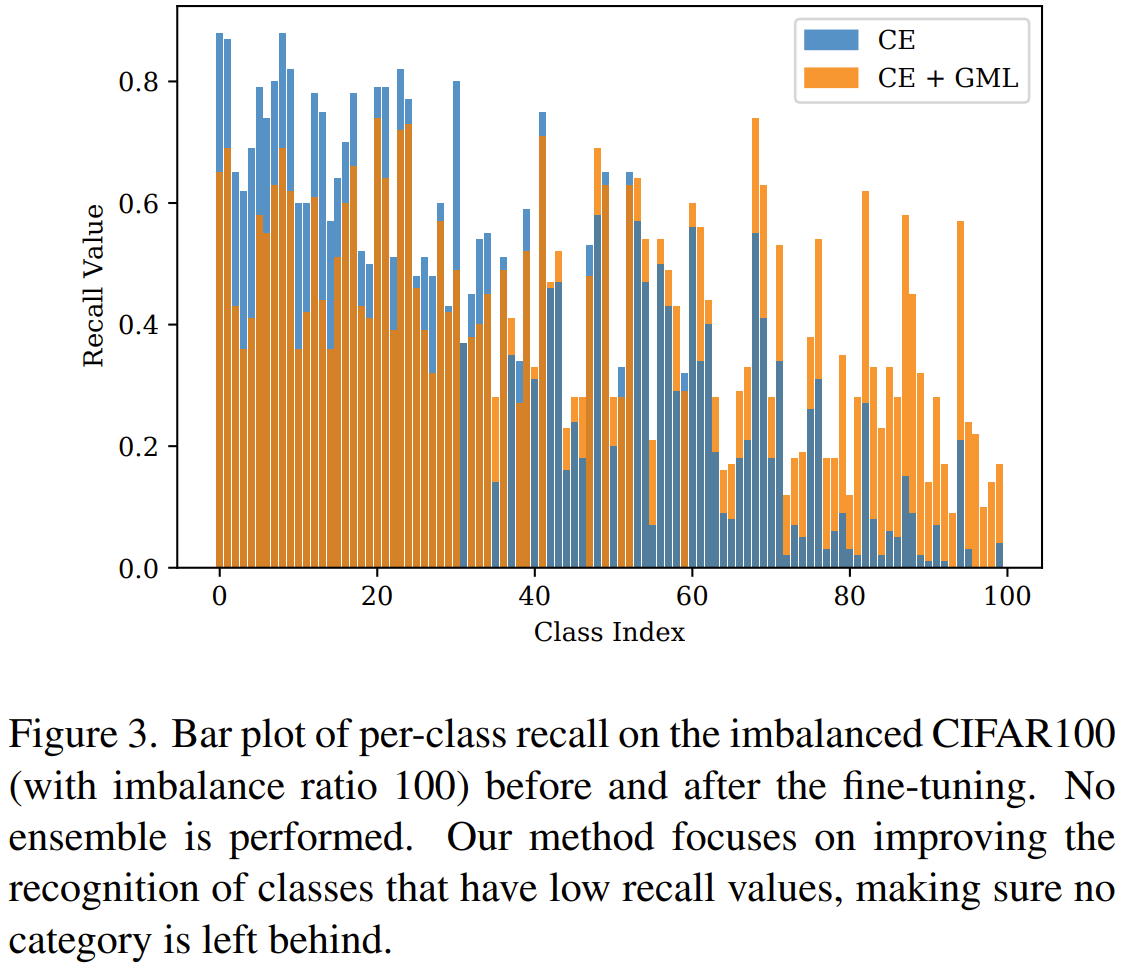 CE
CE + GML
0.8
0.6
0.4
0.2
0.0
Recall Value
0
20
40
60
80
100
Class Index
Figure 3. Bar plot of per-class recall on the imbalanced CIFAR100
(with imbalance ratio 100) before and after the fine-tuning. No
ensemble is performed. Our method focuses on improving the
recognition of classes that have low recall values, making sure no
category is left behind.